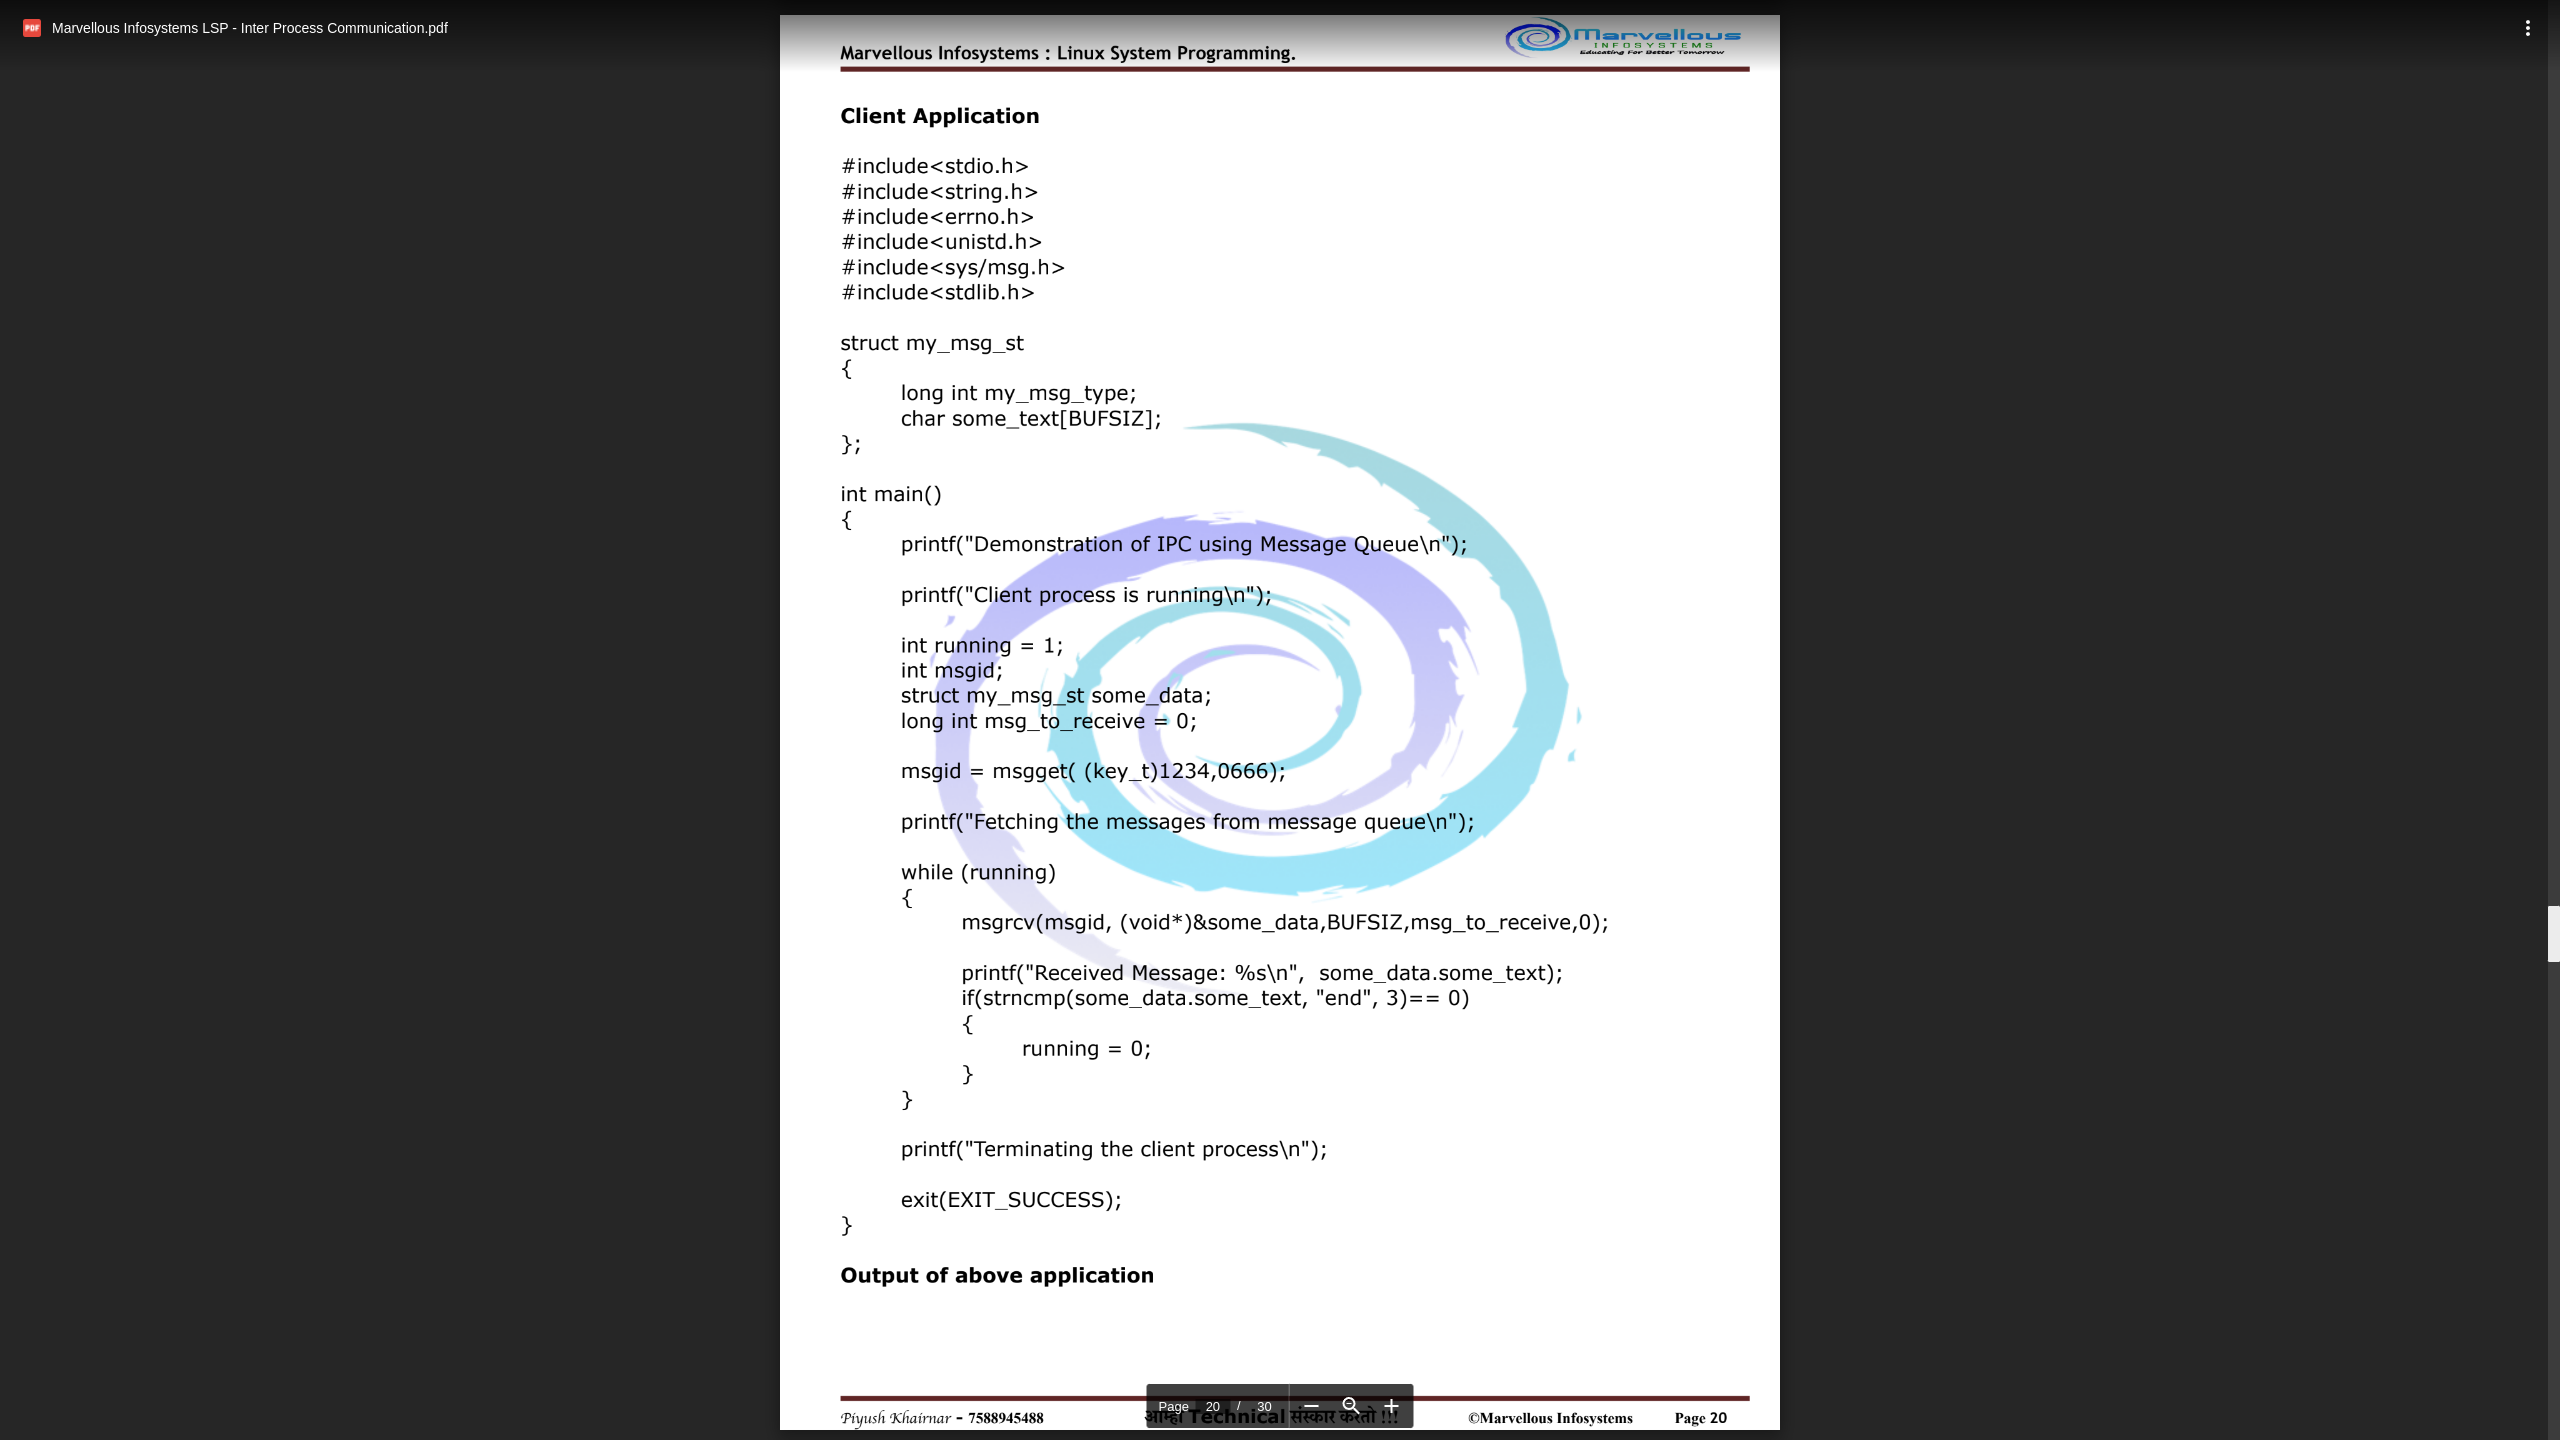 Marvellous Infosystems LSP - Inter Process Communication.pdf
Marvellous
INFOSYSTEMS
Educating For Better Tomorrow
Marvellous Infosystems : Linux System Programming.
Client Application
#include<stdio.h>
#include<string.h>
#include<errno.h>
#include<unistd.h>
#include<sys/msg.h>
#include<stdlib.h>
struct my_msg_st
{
long int my_msg_type;
char some_text[BUFSIZ];
};
int main()
{
printf("Demonstration of IPC using Message Queue\n");
printf("Client process is running\n");
int running = 1;
int msgid;
struct my_msg_st some_data;
long int msg_to_receive = 0;
msgid = msgget( (key_t)1234,0666);
printf("Fetching the messages from message queue\n");
while (running)
{
msgrcv(msgid, (void*)&some_data,BUFSIZ,msg_to_receive,0);
printf("Received Message: %s\n",  some_data.some_text);
if(strncmp(some_data.some_text, "end", 3)== 0)
{
running = 0;
}
}
printf("Terminating the client process\n");
exit(EXIT_SUCCESS);
}
Output of above application
Page 20 / 30
Piyush Khairnar - 7588945488 आम्ही Technical संस्कार करतो !!! ©Marvellous Infosystems Page 20